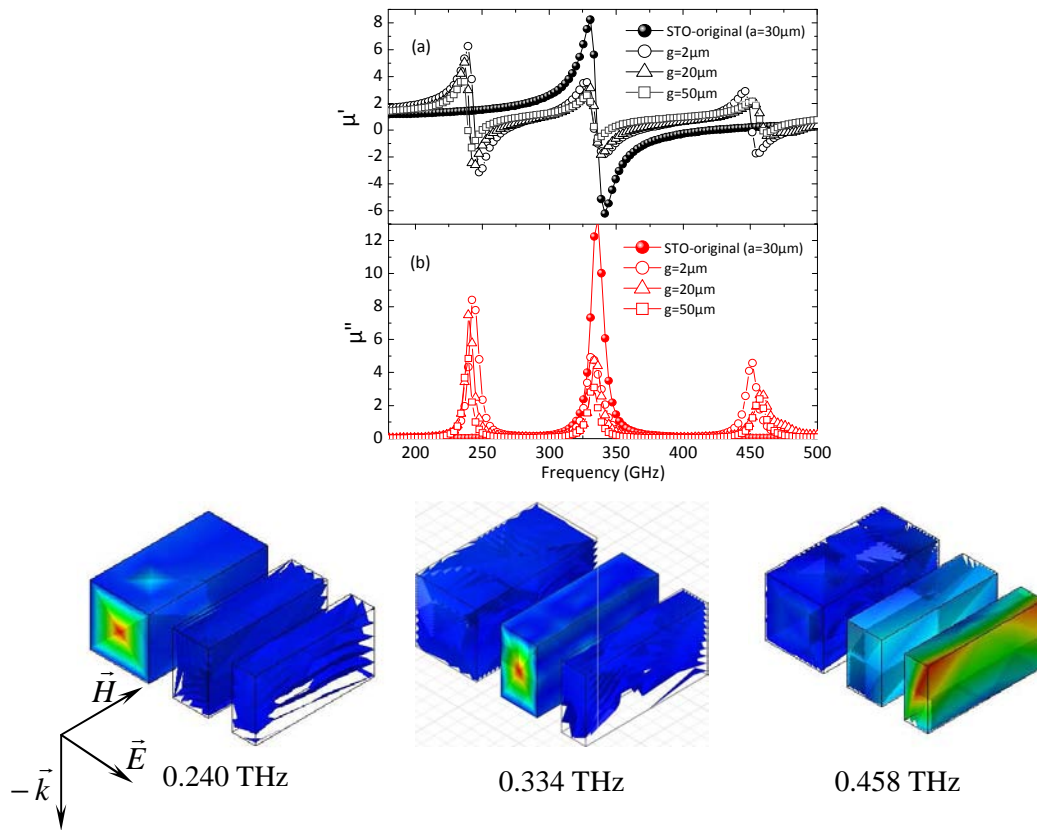 8
6
4
2
0
-2
-4
-6
μ'
(a)
STO-original (a=30μm)
g=2μm
g=20μm
g=50μm
12
10
8
6
4
2
0
μ"
(b)
STO-original (a=30μm)
g=2μm
g=20μm
g=50μm
200 250 300 350 400 450 500
Frequency (GHz)
H
E
−k
0.240 THz
0.334 THz
0.458 THz